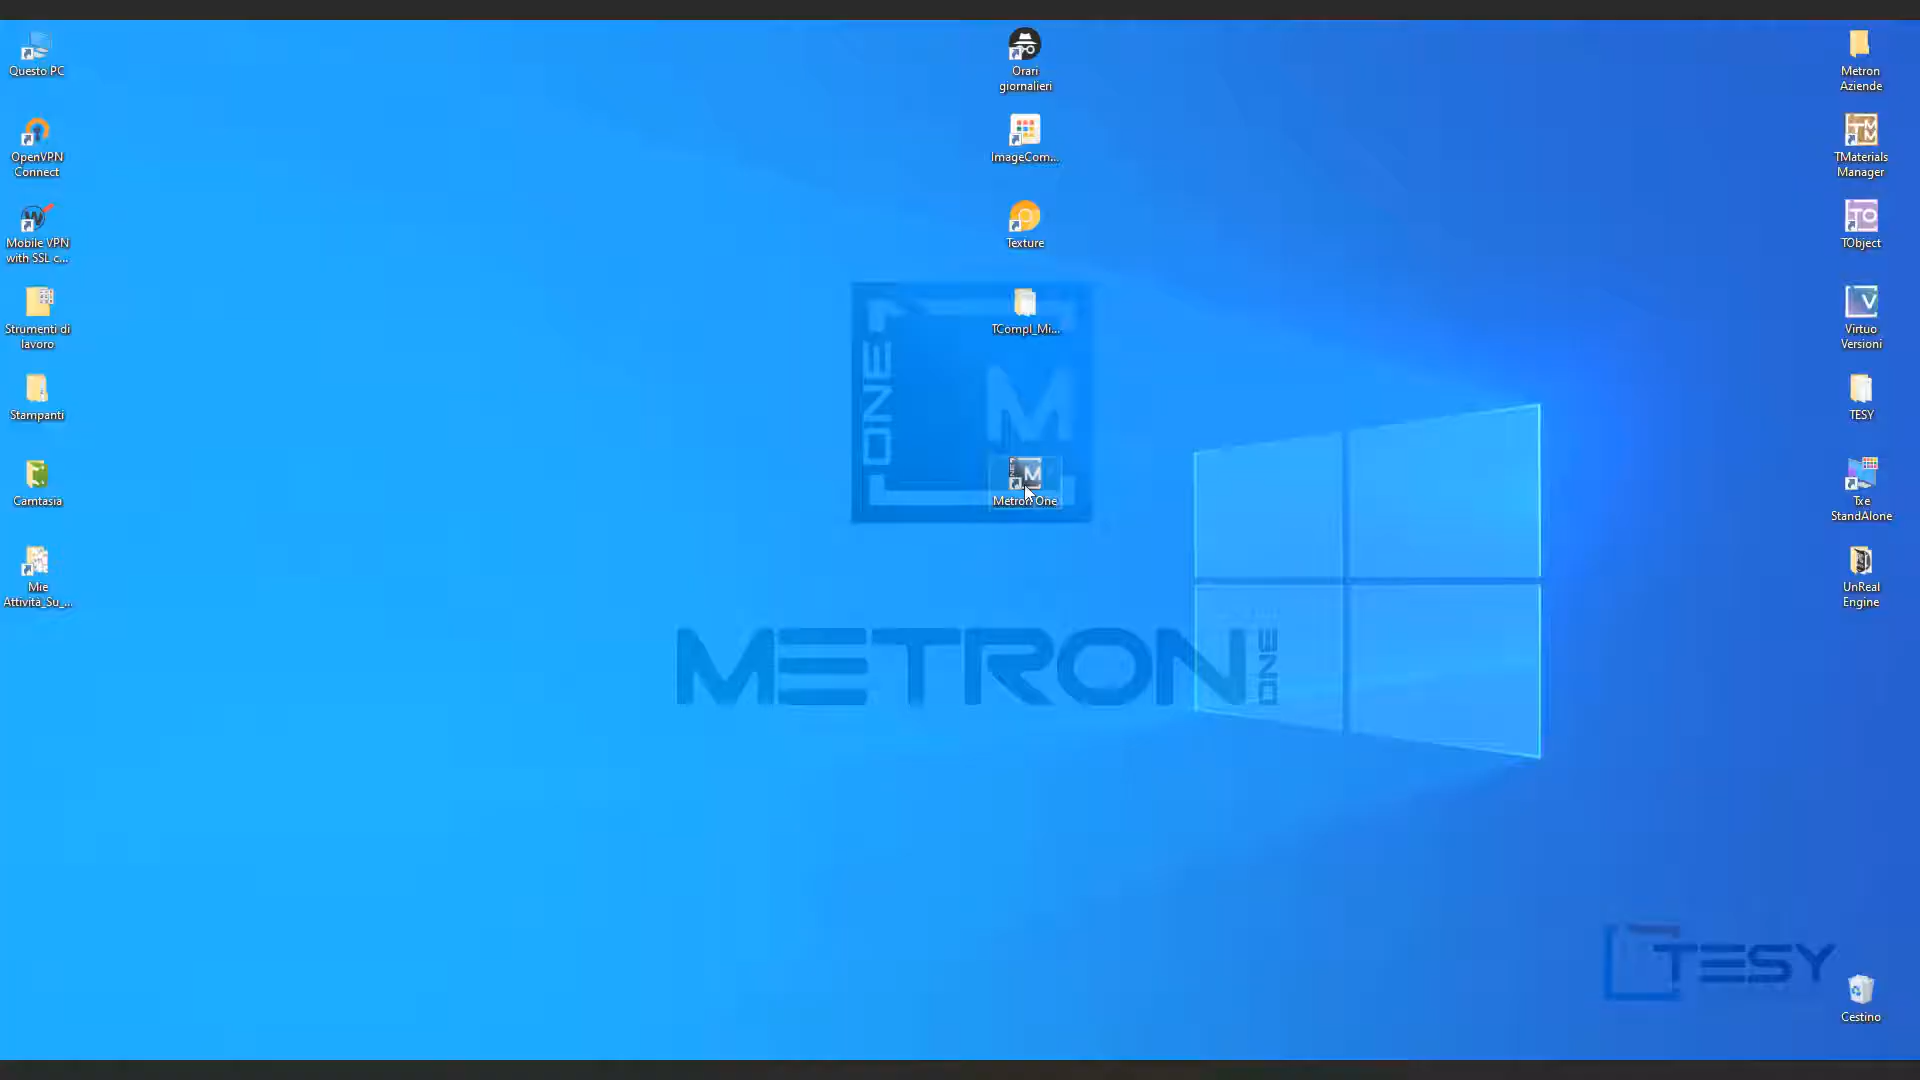 Questo PC
OpenVPN
Connect
Mobile VPN
with SSL c...
Strumenti di
lavoro
Stampanti
Camtasia
Mie
Attivita_Su_...
Orari
giornalieri
ImageCom...
Texture
TCompl_Mi...
ONE
M
Metron One
METRON
ONE
Metron
Aziende
TMaterials
Manager
TObject
Virtuo
Versioni
TESY
Txe
StandAlone
UnReal
Engine
TESY
Cestino